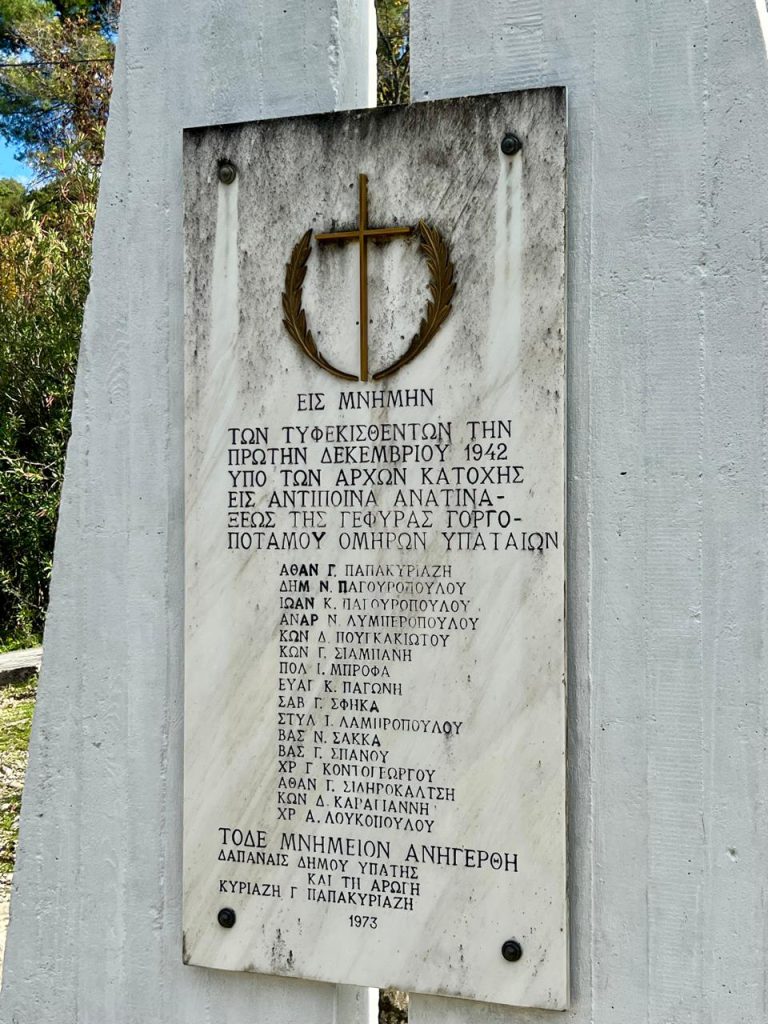 ΕΙΣ ΜΝΗΜΗΝ
ΤΩΝ ΤΥΦΕΚΙΣΘΕΝΤΩΝ ΤΗΝ
ΠΡΩΤΗΝ ΔΕΚΕΜΒΡΙΟΥ 1942
ΥΠΟ ΤΩΝ ΑΡΧΩΝ ΚΑΤΟΧΗΣ
ΕΙΣ ΑΝΤΙΠΟΙΝΑ ΑΝΑΤΙΝΑ-
ΞΕΩΣ ΤΗΣ ΓΕΦΥΡΑΣ ΓΟΡΓΟ-
ΠΟΤΑΜΟΥ ΟΜΗΡΩΝ ΥΠΑΤΑΙΩΝ
ΑΘΑΝ Γ. ΠΑΠΑΚΥΡΙΑΖΗ
ΔΗΜ Ν. ΠΑΓΟΥΡΟΠΟΥΛΟΥ
ΙΩΑΝ Κ. ΠΑΓΟΥΡΟΠΟΥΛΟΥ
ΑΝΑΡ Ν. ΛΥΜΠΕΡΟΠΟΥΛΟΥ
ΚΩΝ Δ. ΠΟΥΓΚΑΚΙΩΤΟΥ
ΚΩΝ Γ. ΣΙΑΜΠΑΝΗ
ΠΟΛ Ι. ΜΠΡΟΦΑ
ΕΥΑΓ Κ. ΠΑΓΩΝΗ
ΣΑΒ Γ. ΣΦΗΚΑ
ΣΤΥΛ Ι. ΛΑΜΠΡΟΠΟΥΛΟΥ
ΒΑΣ Ν. ΣΑΚΚΑ
ΒΑΣ Γ. ΣΠΑΝΟΥ
ΧΡ Γ ΚΟΝΤΟΓΕΩΡΓΟΥ
ΑΘΑΝ Γ. ΣΙΔΗΡΟΚΑΛΤΣΗ
ΚΩΝ Δ. ΚΑΡΑΓΙΑΝΝΗ
ΧΡ Α. ΛΟΥΚΟΠΟΥΛΟΥ
ΤΟΔΕ ΜΝΗΜΕΙΟΝ ΑΝΗΓΕΡΘΗ
ΔΑΠΑΝΑΙΣ ΔΗΜΟΥ ΥΠΑΤΗΣ
ΚΑΙ ΤΗ ΑΡΩΓΗ
ΚΥΡΙΑΖΗ Γ ΠΑΠΑΚΥΡΙΑΖΗ
1973